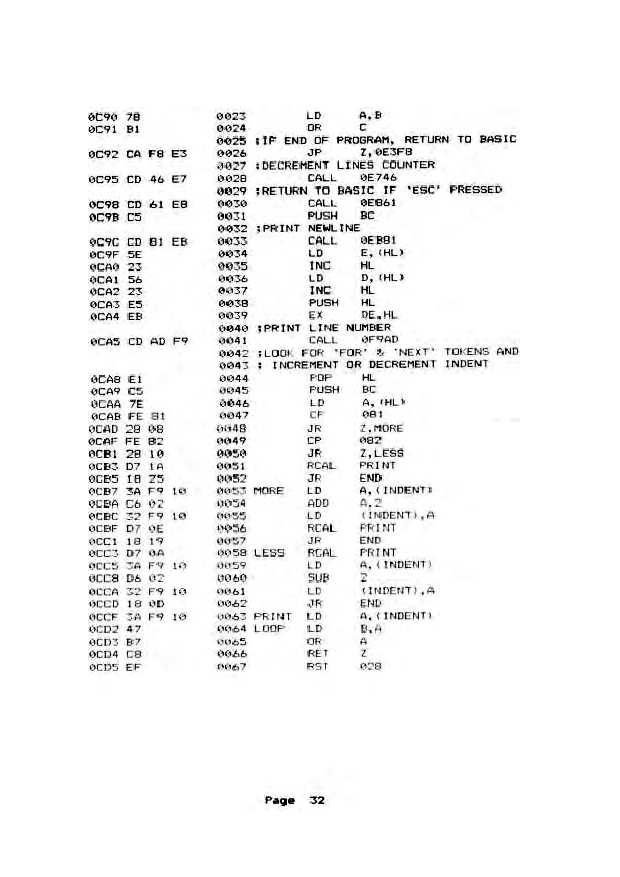 0C90 78 0023 LD A,B
0C91 B1 0024 OR C
0025 ;IF END OF PROGRAM, RETURN TO BASIC
0C92 CA F8 E3 0026 JP Z,0E3F8
0027 ;DECREMENT LINES COUNTER
0C95 CD 46 E7 0028 CALL 0E746
0029 ;RETURN TO BASIC IF 'ESC' PRESSED
0C98 CD 61 E8 0030 CALL 0E861
0C9B C5 0031 PUSH BC
0032 ;PRINT NEWLINE
0C9C CD 81 EB 0033 CALL 0EB81
0C9F 5E 0034 LD E,(HL)
0CA0 23 0035 INC HL
0CA1 56 0036 LD D,(HL)
0CA2 23 0037 INC HL
0CA3 E5 0038 PUSH HL
0CA4 EB 0039 EX DE,HL
0040 ;PRINT LINE NUMBER
0CA5 CD AD F9 0041 CALL 0F9AD
0042 ;LOOK FOR 'FOR' & 'NEXT' TOKENS AND
0043 ; INCREMENT OR DECREMENT INDENT
0CA8 E1 0044 POP HL
0CA9 C5 0045 PUSH BC
0CAA 7E 0046 LD A,(HL)
0CAB FE 81 0047 CP 081
0CAD 28 08 0048 JR Z,MORE
0CAF FE 82 0049 CP 082
0CB1 28 10 0050 JR Z,LESS
0CB3 D7 1A 0051 RCAL PRINT
0CB5 18 25 0052 JR END
0CB7 3A F9 10 0053 MORE LD A,(INDENT)
0CBA C6 02 0054 ADD A,2
0CBC 32 F9 10 0055 LD (INDENT),A
0CBF D7 0E 0056 RCAL PRINT
0CC1 18 19 0057 JR END
0CC3 D7 0A 0058 LESS RCAL PRINT
0CC5 3A F9 10 0059 LD A,(INDENT)
0CC8 D6 02 0060 SUB 2
0CCA 32 F9 10 0061 LD (INDENT),A
0CCD 18 0D 0062 JR END
0CCF 3A F9 10 0063 PRINT LD A,(INDENT)
0CD2 47 0064 LOOP LD B,A
0CD3 B7 0065 OR A
0CD4 C8 0066 RET Z
0CD5 EF 0067 RST 028
Page 32